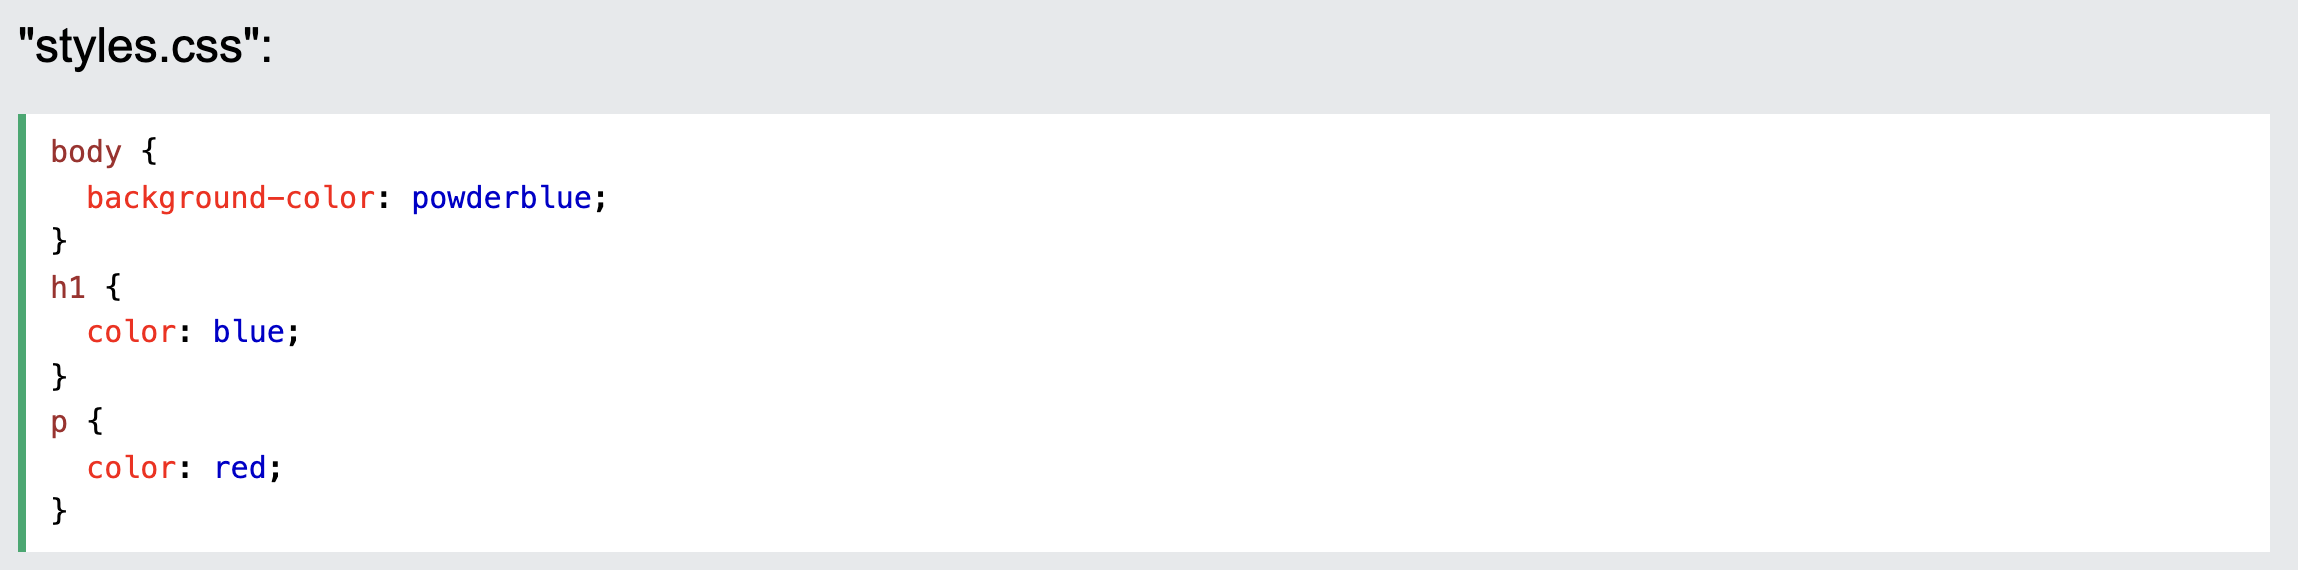 "styles.css":
body {
  background-color: powderblue;
}
h1 {
  color: blue;
}
p {
  color: red;
}